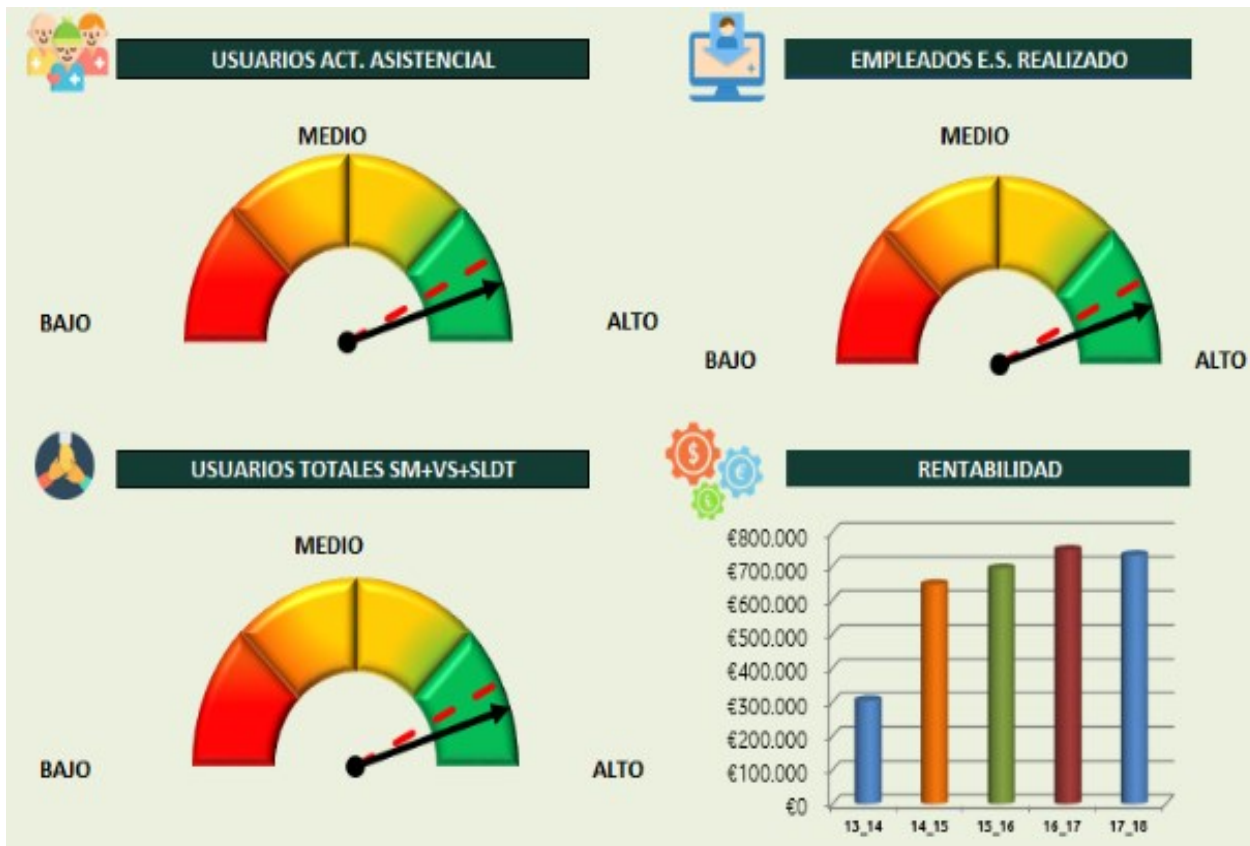 USUARIOS ACT. ASISTENCIAL
MEDIO
BAJO
ALTO
EMPLEADOS E.S. REALIZADO
MEDIO
BAJO
ALTO
USUARIOS TOTALES SM+VS+SLDT
MEDIO
BAJO
ALTO
$
€
$
RENTABILIDAD
€800.000
€700.000
€600.000
€500.000
€400.000
€300.000
€200.000
€100.000
€0
13_14 14_15 15_16 16_17 17_18